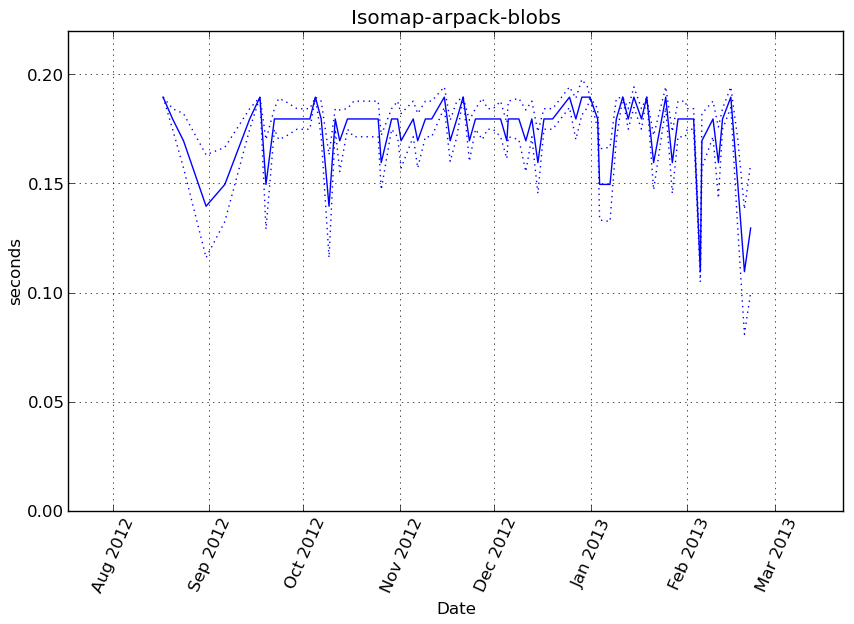 Isomap-arpack-blobs
0.20
0.15
0.10
0.05
0.00
seconds
Aug 2012
Sep 2012
Oct 2012
Nov 2012
Dec 2012
Jan 2013
Feb 2013
Mar 2013
Date